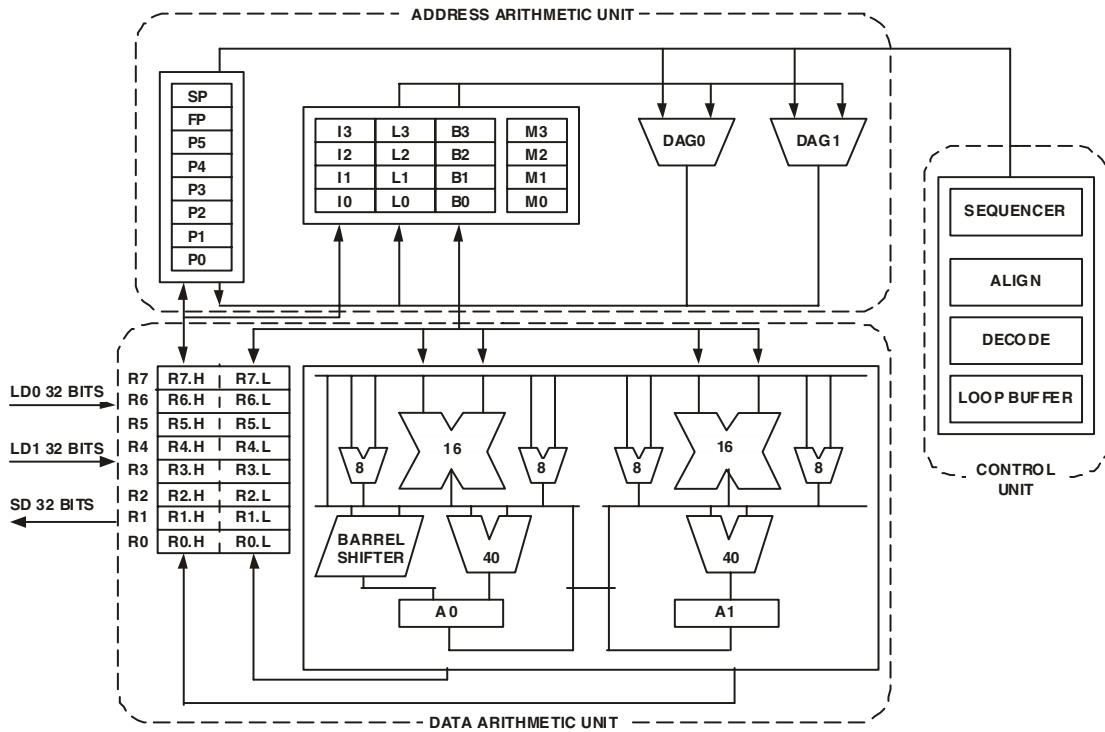 ADDRESS ARITHMETIC UNIT
SP
FP
P5
P4
P3
P2
P1
P0
I3 L3 B3 M3
I2 L2 B2 M2
I1 L1 B1 M1
I0 L0 B0 M0
DAG0
DAG1
SEQUENCER
ALIGN
DECODE
LOOP BUFFER
CONTROL
UNIT
LD0 32 BITS
LD1 32 BITS
SD 32 BITS
R7 R7.H R7.L
R6 R6.H R6.L
R5 R5.H R5.L
R4 R4.H R4.L
R3 R3.H R3.L
R2 R2.H R2.L
R1 R1.H R1.L
R0 R0.H R0.L
8
16
8
8
16
8
BARREL
SHIFTER
40
40
A0
A1
DATA ARITHMETIC UNIT